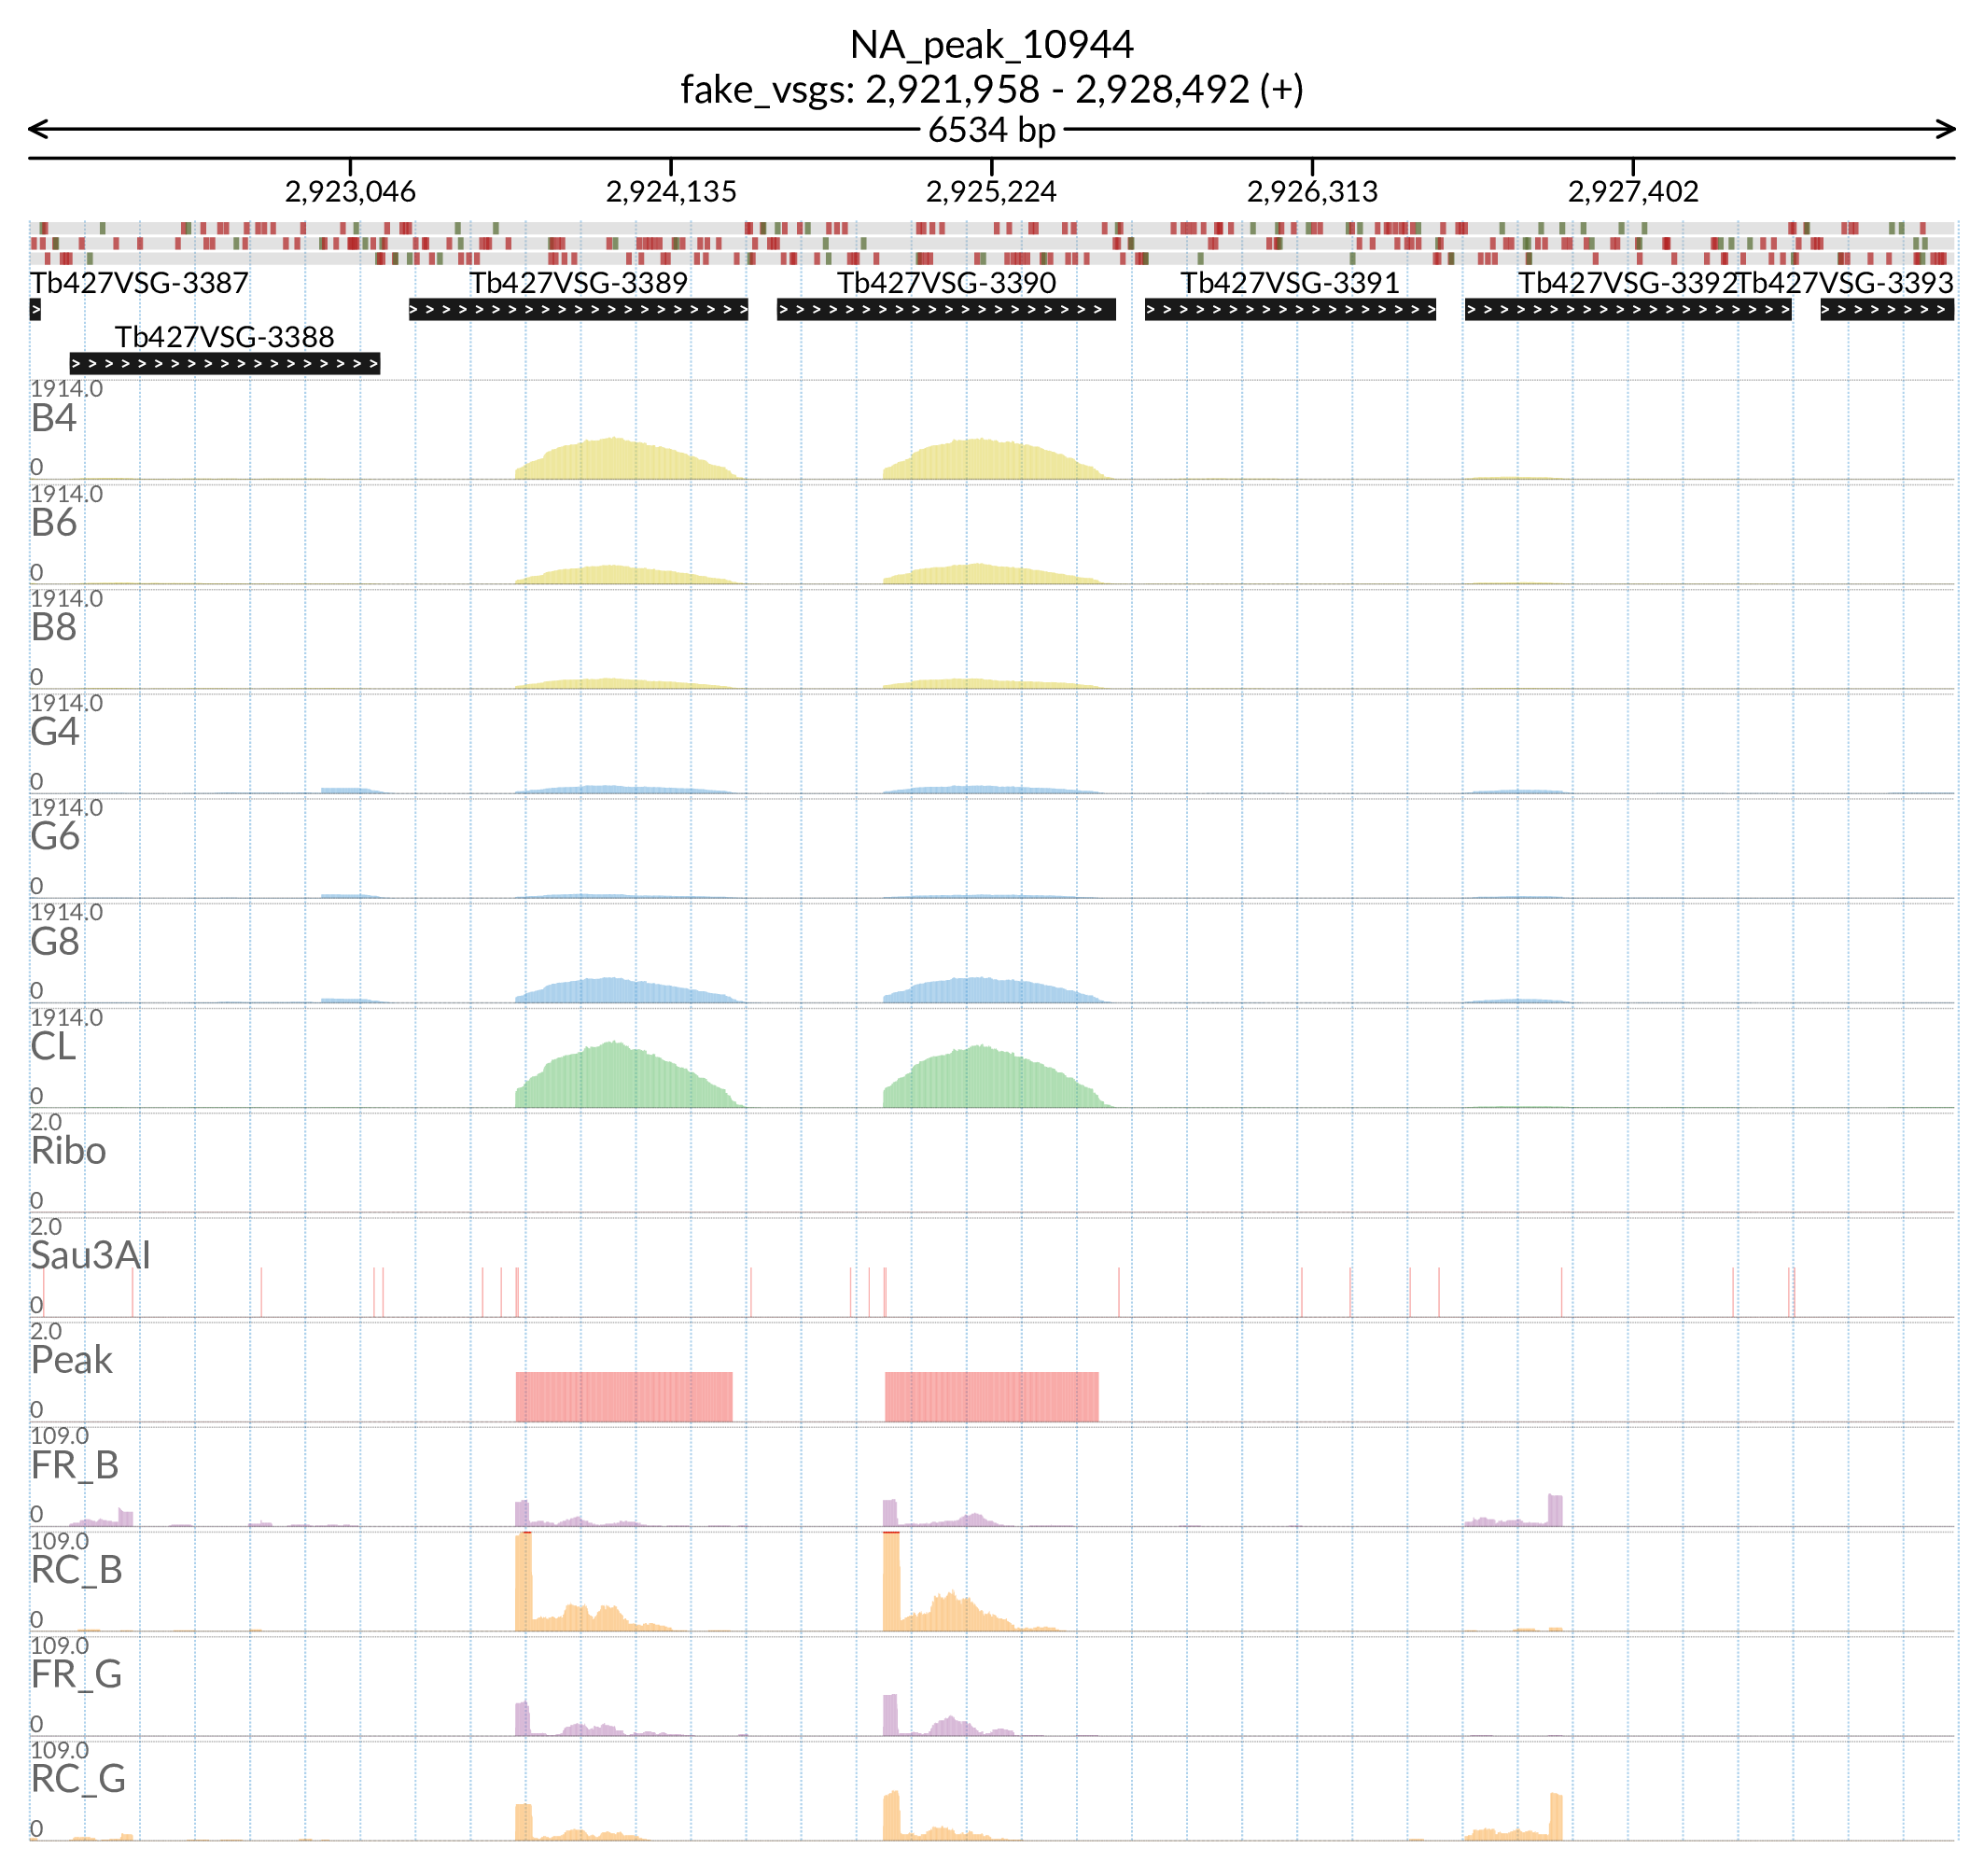 NA_peak_10944
fake_vsgs: 2,921,958 - 2,928,492 (+)
6534 bp
2,923,046 2,924,135 2,925,224 2,926,313 2,927,402
Tb427VSG-3387 Tb427VSG-3389 Tb427VSG-3390 Tb427VSG-3391 Tb427VSG-3392 Tb427VSG-3393
Tb427VSG-3388
1914.0
B4
0
1914.0
B6
0
1914.0
B8
0
1914.0
G4
0
1914.0
G6
0
1914.0
G8
0
1914.0
CL
0
2.0
Ribo
0
2.0
Sau3AI
0
2.0
Peak
0
109.0
FR_B
0
109.0
RC_B
0
109.0
FR_G
0
109.0
RC_G
0